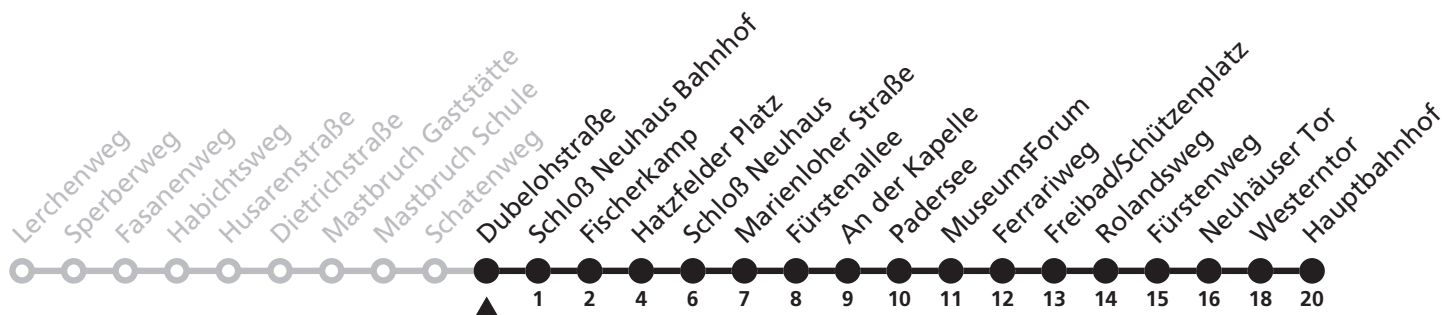 Lerchenweg
Sperberweg
Fasanenweg
Habichtsweg
Husarenstraße
Dietrichstraße
Mastbruch Gaststätte
Mastbruch Schule
Schatenweg
Dubelohstraße
Schloß Neuhaus Bahnhof
Fischerkamp
Hatzfelder Platz
Schloß Neuhaus
Marienloher Straße
Fürstenallee
An der Kapelle
Padersee
MuseumsForum
Ferrariweg
Freibad/Schützenplatz
Rolandsweg
Fürstenweg
Neuhäuser Tor
Westerntor
Hauptbahnhof
1 2 4 6 7 8 9 10 11 12 13 14 15 16 18 20